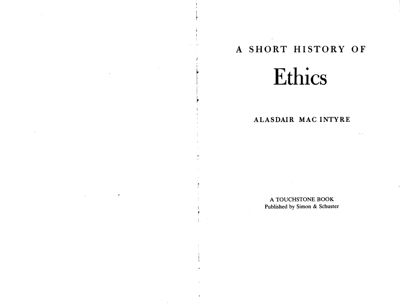 A SHORT HISTORY OF
Ethics
ALASDAIR MAC INTYRE
A TOUCHSTONE BOOK
Published by Simon & Schuster